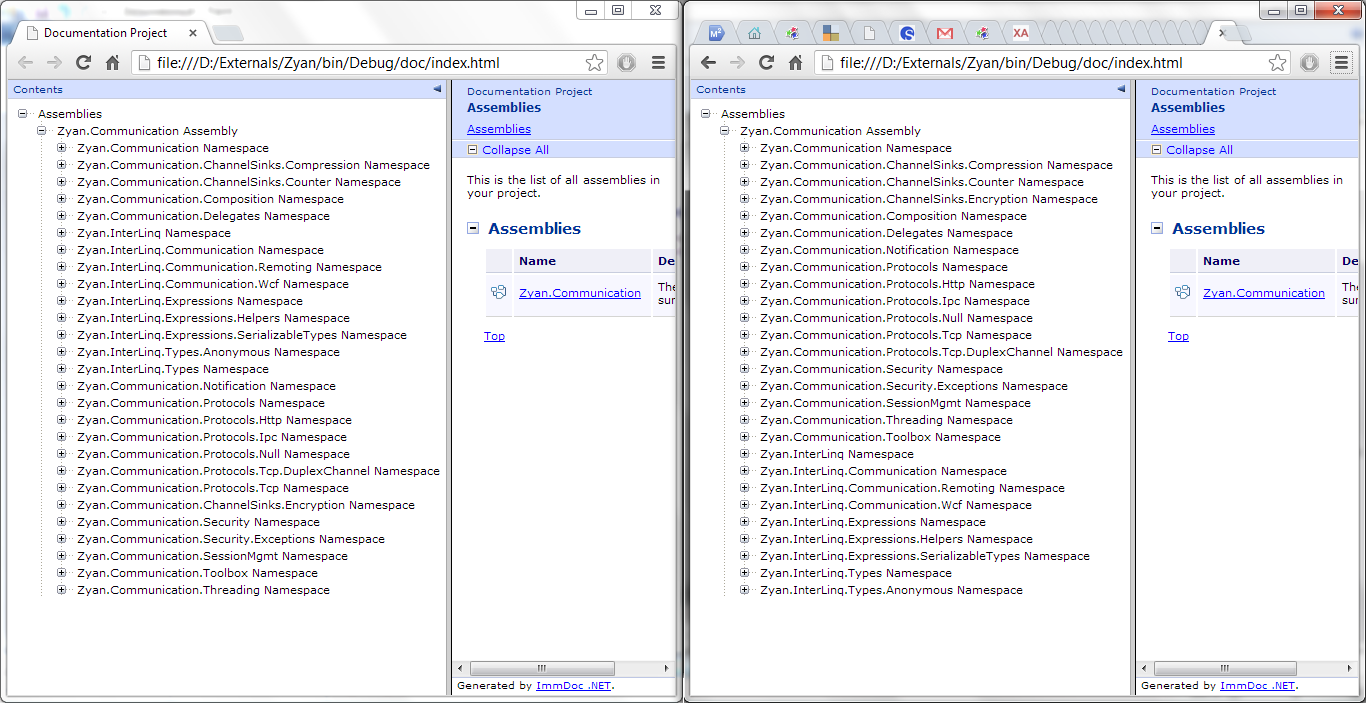 Documentation Project
file:///D:/Externals/Zyan/bin/Debug/doc/index.html
Contents
Assemblies
Zyan.Communication Assembly
Zyan.Communication Namespace
Zyan.Communication.ChannelSinks.Compression Namespace
Zyan.Communication.ChannelSinks.Counter Namespace
Zyan.Communication.Composition Namespace
Zyan.Communication.Delegates Namespace
Zyan.InterLinq Namespace
Zyan.InterLinq.Communication Namespace
Zyan.InterLinq.Communication.Remoting Namespace
Zyan.InterLinq.Communication.Wcf Namespace
Zyan.InterLinq.Expressions Namespace
Zyan.InterLinq.Expressions.Helpers Namespace
Zyan.InterLinq.Expressions.SerializableTypes Namespace
Zyan.InterLinq.Types.Anonymous Namespace
Zyan.InterLinq.Types Namespace
Zyan.Communication.Notification Namespace
Zyan.Communication.Protocols Namespace
Zyan.Communication.Protocols.Http Namespace
Zyan.Communication.Protocols.Ipc Namespace
Zyan.Communication.Protocols.Null Namespace
Zyan.Communication.Protocols.Tcp.DuplexChannel Namespace
Zyan.Communication.Protocols.Tcp Namespace
Zyan.Communication.ChannelSinks.Encryption Namespace
Zyan.Communication.Security Namespace
Zyan.Communication.Security.Exceptions Namespace
Zyan.Communication.SessionMgmt Namespace
Zyan.Communication.Toolbox Namespace
Zyan.Communication.Threading Namespace
Documentation Project
Assemblies
Assemblies
Collapse All
This is the list of all assemblies in
your project.
Assemblies
Name De
Zyan.Communication The
sur
Top
Generated by ImmDoc .NET.
M² S M XA
file:///D:/Externals/Zyan/bin/Debug/doc/index.html
Contents
Assemblies
Zyan.Communication Assembly
Zyan.Communication Namespace
Zyan.Communication.ChannelSinks.Compression Namespace
Zyan.Communication.ChannelSinks.Counter Namespace
Zyan.Communication.ChannelSinks.Encryption Namespace
Zyan.Communication.Composition Namespace
Zyan.Communication.Delegates Namespace
Zyan.Communication.Notification Namespace
Zyan.Communication.Protocols Namespace
Zyan.Communication.Protocols.Http Namespace
Zyan.Communication.Protocols.Ipc Namespace
Zyan.Communication.Protocols.Null Namespace
Zyan.Communication.Protocols.Tcp Namespace
Zyan.Communication.Protocols.Tcp.DuplexChannel Namespace
Zyan.Communication.Security Namespace
Zyan.Communication.Security.Exceptions Namespace
Zyan.Communication.SessionMgmt Namespace
Zyan.Communication.Threading Namespace
Zyan.Communication.Toolbox Namespace
Zyan.InterLinq Namespace
Zyan.InterLinq.Communication Namespace
Zyan.InterLinq.Communication.Remoting Namespace
Zyan.InterLinq.Communication.Wcf Namespace
Zyan.InterLinq.Expressions Namespace
Zyan.InterLinq.Expressions.Helpers Namespace
Zyan.InterLinq.Expressions.SerializableTypes Namespace
Zyan.InterLinq.Types Namespace
Zyan.InterLinq.Types.Anonymous Namespace
Documentation Project
Assemblies
Assemblies
Collapse All
This is the list of all assemblies in
your project.
Assemblies
Name De
Zyan.Communication The
sur
Top
Generated by ImmDoc .NET.